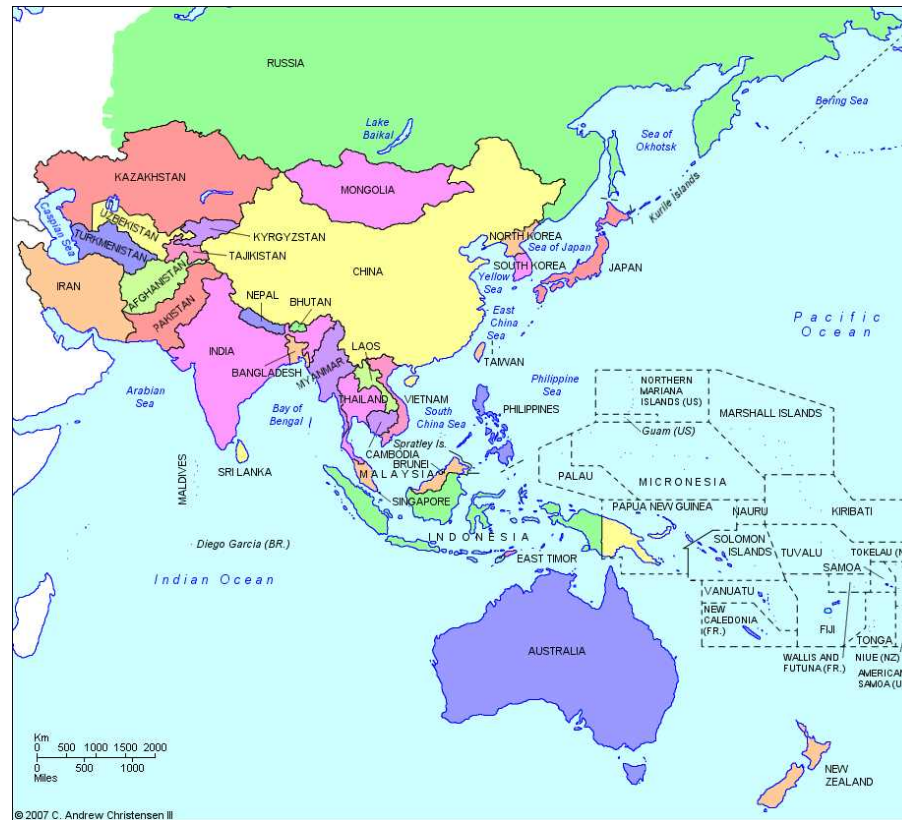 RUSSIA
Bering Sea
Lake
Baikal
Sea of
Okhotsk
KAZAKHSTAN
MONGOLIA
Kurile Islands
Caspian Sea
UZBEKISTAN
KYRGYZSTAN
TURKMENISTAN
TAJIKISTAN
NORTH KOREA
Sea of Japan
SOUTH KOREA
JAPAN
CHINA
Yellow
Sea
IRAN
AFGHANISTAN
PAKISTAN
NEPAL
BHUTAN
East
China
Sea
Pacific
Ocean
INDIA
LAOS
TAIWAN
BANGLADESH
MYANMAR
Arabian
Sea
Bay of
Bengal
THAILAND
VIETNAM
South
China Sea
Philippine
Sea
PHILIPPINES
NORTHERN
MARIANA
ISLANDS (US)
MARSHALL ISLANDS
Guam (US)
CAMBODIA
Spratley Is.
BRUNEI
MALAYSIA
SRI LANKA
MALDIVES
PALAU
MICRONESIA
SINGAPORE
PAPUA NEW GUINEA
NAURU
KIRIBATI
INDONESIA
SOLOMON
ISLANDS
TUVALU
TOKELAU (N
Diego Garcia (BR.)
EAST TIMOR
SAMOA
Indian Ocean
VANUATU
NEW
CALEDONIA
(FR.)
FIJI
TONGA
AUSTRALIA
WALLIS AND
FUTUNA (FR.)
NIUE (NZ)
AMERICAN
SAMOA (U
Km
0 500 1000 1500 2000
0 500 1000
Miles
NEW
ZEALAND
© 2007 C. Andrew Christensen III